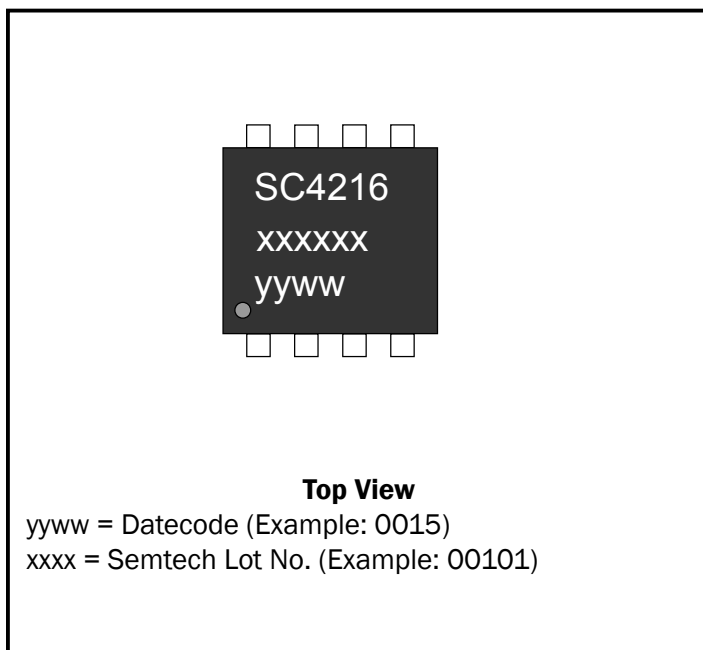 SC4216
xxxxxx
yyww
Top View
yyww = Datecode (Example: 0015)
xxxx = Semtech Lot No. (Example: 00101)